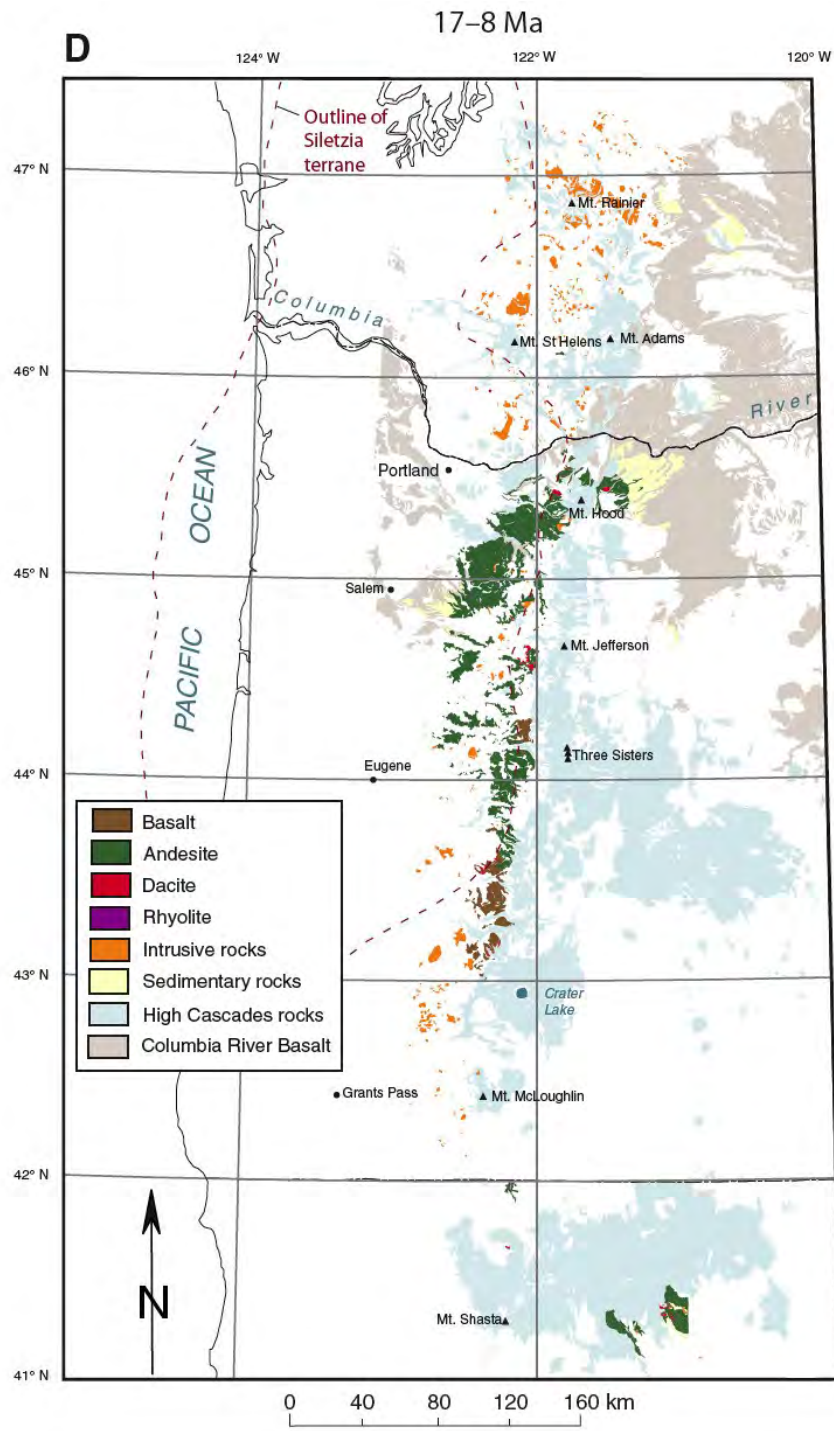 17–8 Ma
D
124° W
122° W
120° W
Outline of
Siletzia
terrane
47° N
Mt. Rainier
Columbia
Mt. St Helens
Mt. Adams
46° N
River
Portland
Mt. Hood
OCEAN
45° N
Salem
Mt. Jefferson
PACIFIC
Three Sisters
Eugene
44° N
Basalt
Andesite
Dacite
Rhyolite
Intrusive rocks
Sedimentary rocks
High Cascades rocks
Columbia River Basalt
43° N
Crater
Lake
Grants Pass
Mt. McLoughlin
42° N
N
Mt. Shasta
41° N
0 40 80 120 160 km